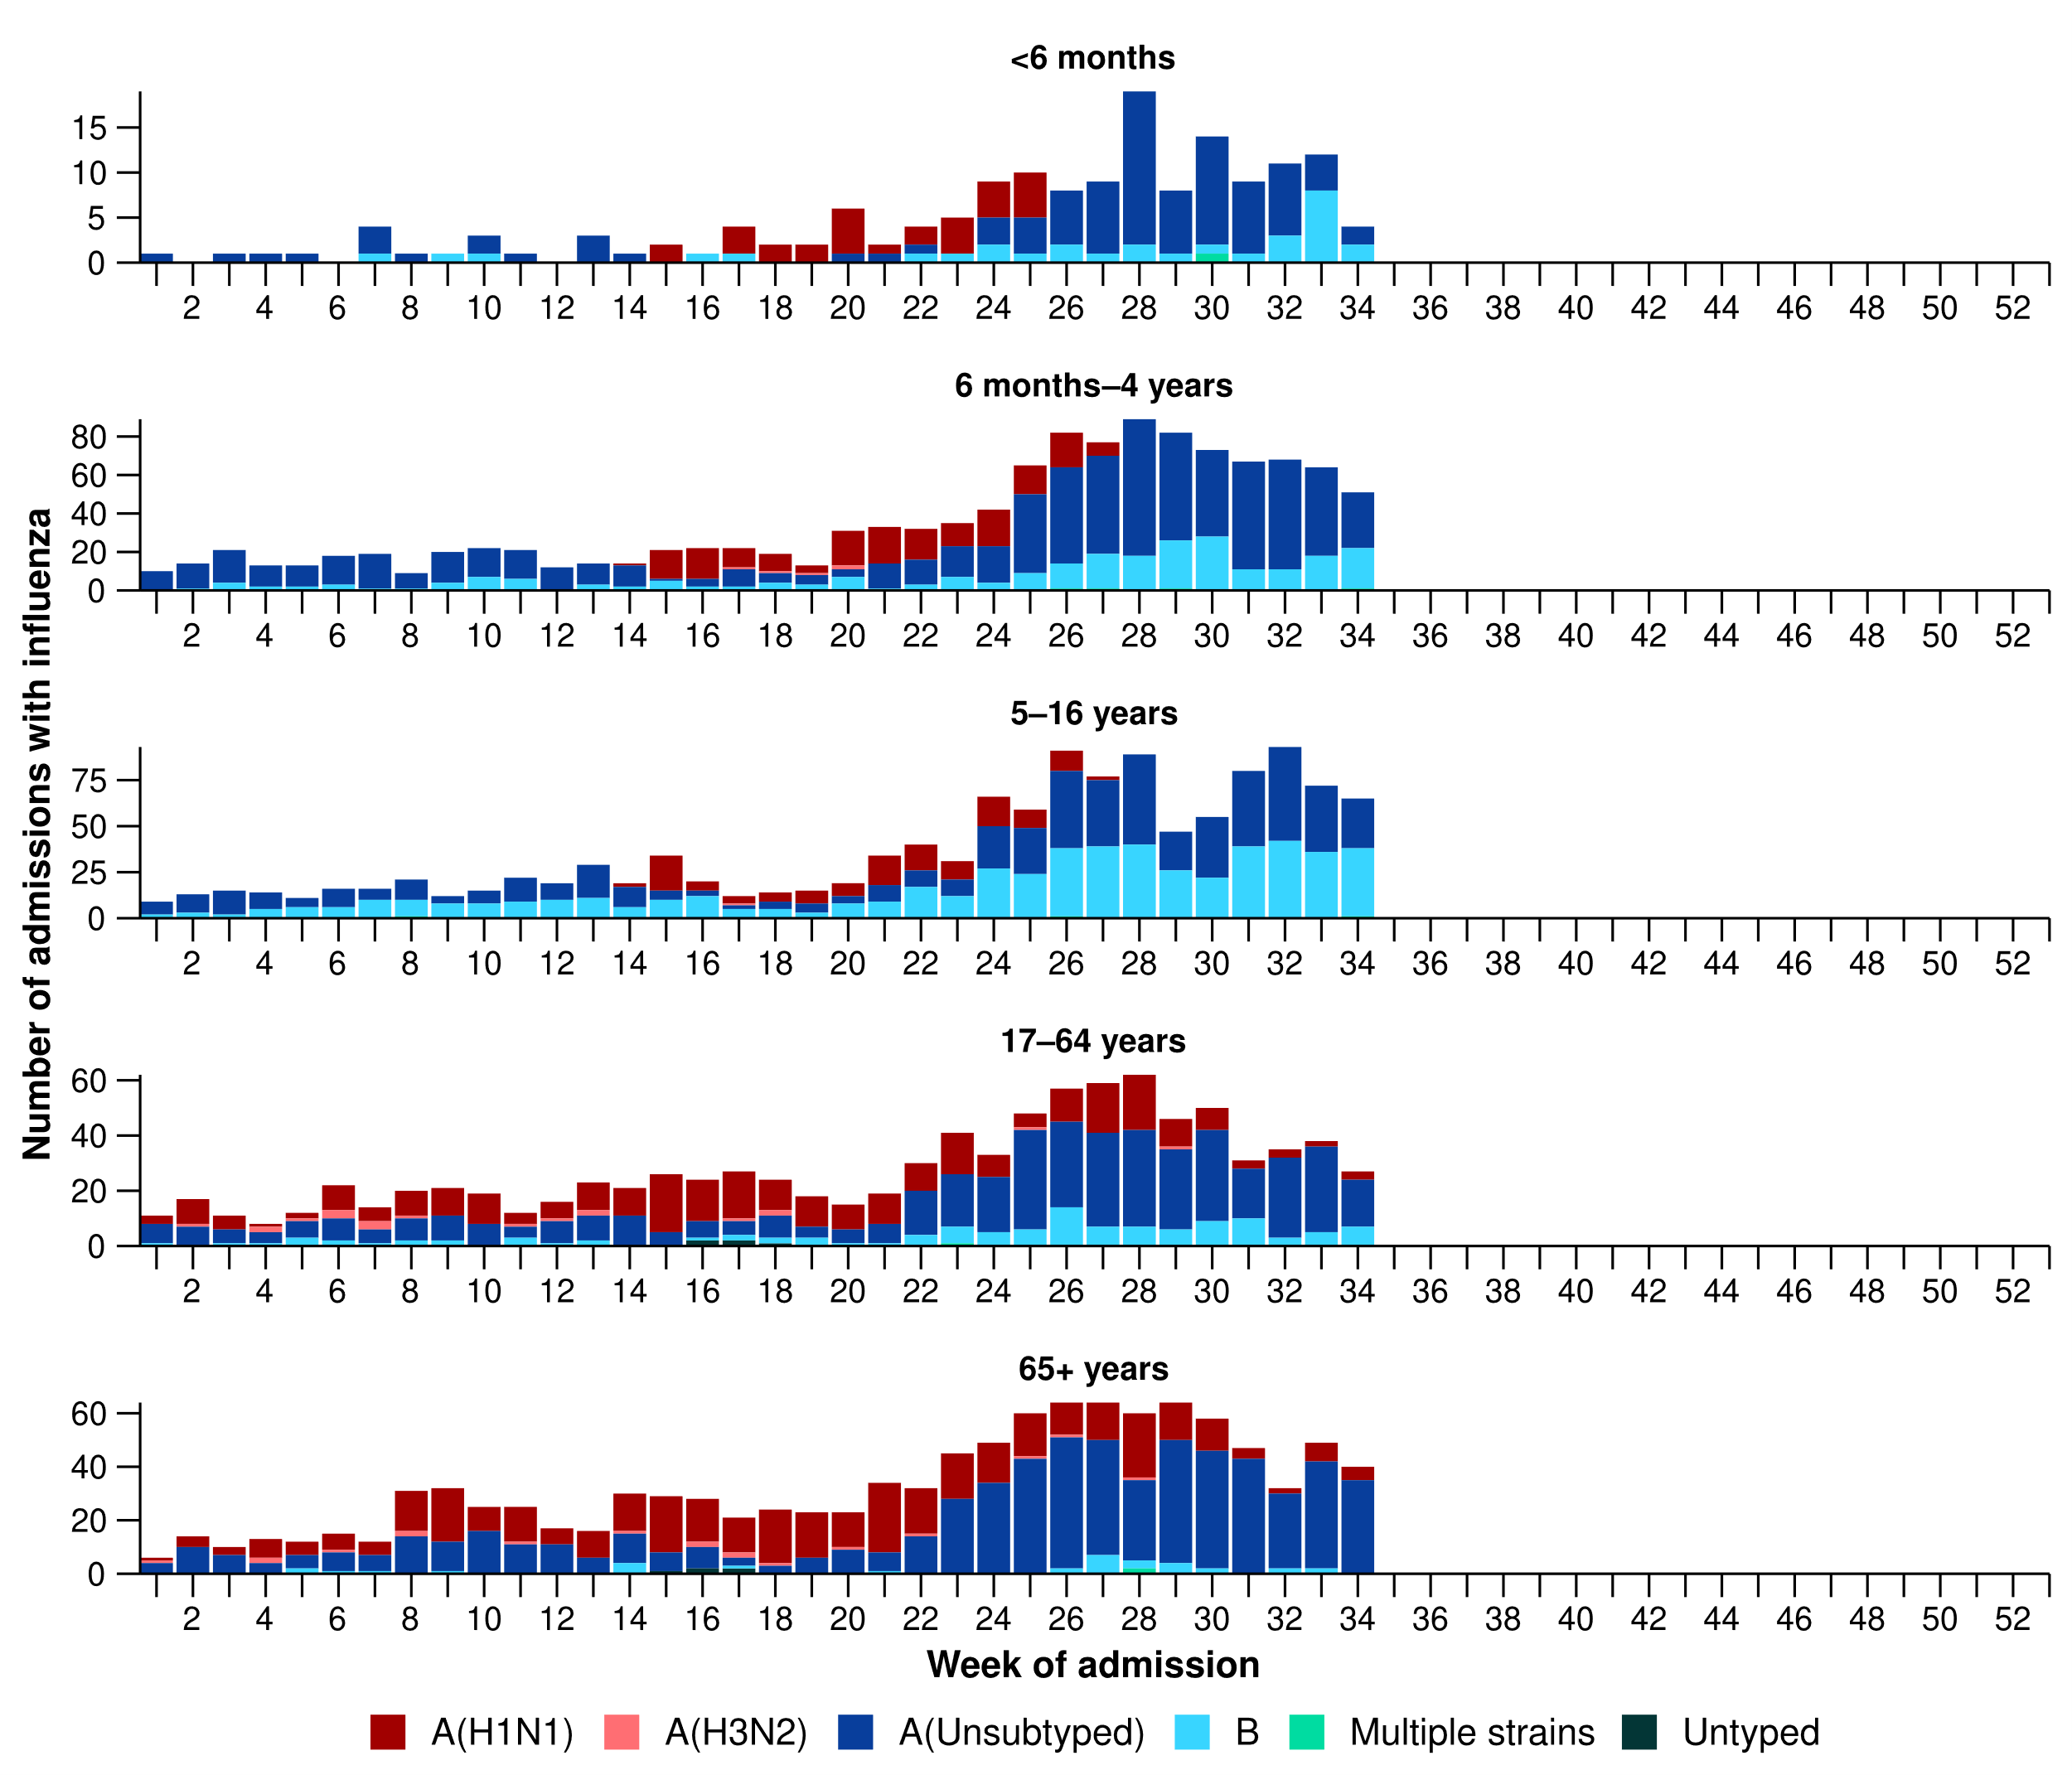 <6 months
15
10
5
0
2 4 6 8 10 12 14 16 18 20 22 24 26 28 30 32 34 36 38 40 42 44 46 48 50 52
6 months–4 years
80
60
40
20
0
2 4 6 8 10 12 14 16 18 20 22 24 26 28 30 32 34 36 38 40 42 44 46 48 50 52
5–16 years
75
50
25
0
2 4 6 8 10 12 14 16 18 20 22 24 26 28 30 32 34 36 38 40 42 44 46 48 50 52
17–64 years
60
40
20
0
2 4 6 8 10 12 14 16 18 20 22 24 26 28 30 32 34 36 38 40 42 44 46 48 50 52
65+ years
60
40
20
0
2 4 6 8 10 12 14 16 18 20 22 24 26 28 30 32 34 36 38 40 42 44 46 48 50 52
Number of admissions with influenza
Week of admission
A(H1N1) A(H3N2) A(Unsubtyped) B Multiple strains Untyped